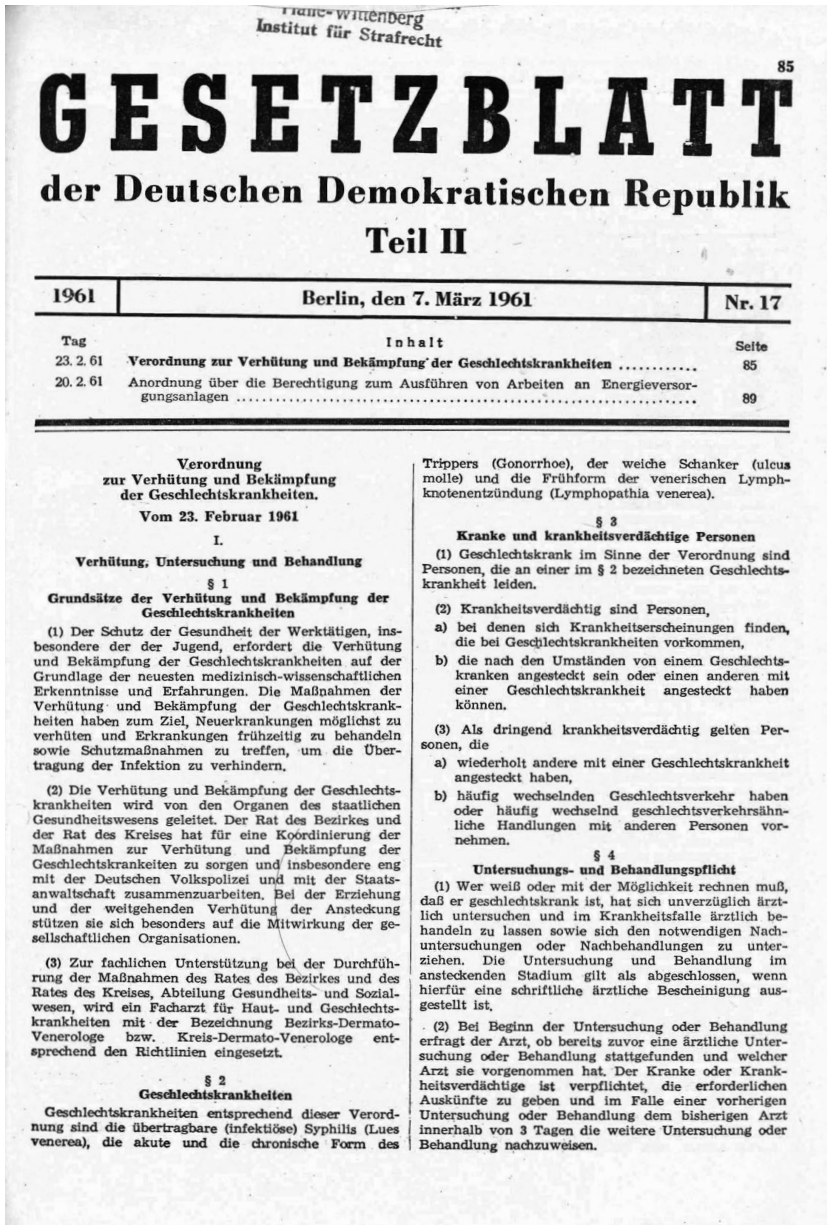 Halle-Wittenberg
Institut für Strafrecht
85
GESETZBLATT
der Deutschen Demokratischen Republik
Teil II
1961
Berlin, den 7. März 1961
Nr. 17
Tag
Inhalt
Seite
23. 2. 61 Verordnung zur Verhütung und Bekämpfung der Geschlechtskrankheiten ............ 85
20. 2. 61 Anordnung über die Berechtigung zum Ausführen von Arbeiten an Energieversor-
gungsanlagen ...................................................................... 89
Verordnung
zur Verhütung und Bekämpfung
der Geschlechtskrankheiten.
Vom 23. Februar 1961
I.
Verhütung, Untersuchung und Behandlung
§ 1
Grundsätze der Verhütung und Bekämpfung der
Geschlechtskrankheiten
(1) Der Schutz der Gesundheit der Werktätigen, ins-
besondere der der Jugend, erfordert die Verhütung
und Bekämpfung der Geschlechtskrankheiten auf der
Grundlage der neuesten medizinisch-wissenschaftlichen
Erkenntnisse und Erfahrungen. Die Maßnahmen der
Verhütung und Bekämpfung der Geschlechtskrank-
heiten haben zum Ziel, Neuerkrankungen möglichst zu
verhüten und Erkrankungen frühzeitig zu behandeln
sowie Schutzmaßnahmen zu treffen, um die Über-
tragung der Infektion zu verhindern.
(2) Die Verhütung und Bekämpfung der Geschlechts-
krankheiten wird von den Organen des staatlichen
Gesundheitswesens geleitet. Der Rat des Bezirkes und
der Rat des Kreises hat für eine Koordinierung der
Maßnahmen zur Verhütung und Bekämpfung der
Geschlechtskrankeiten zu sorgen und insbesondere eng
mit der Deutschen Volkspolizei und mit der Staats-
anwaltschaft zusammenzuarbeiten. Bei der Erziehung
und der weitgehenden Verhütung der Ansteckung
stützen sie sich besonders auf die Mitwirkung der ge-
sellschaftlichen Organisationen.
(3) Zur fachlichen Unterstützung bei der Durchfüh-
rung der Maßnahmen des Rates des Bezirkes und des
Rates des Kreises, Abteilung Gesundheits- und Sozial-
wesen, wird ein Facharzt für Haut- und Geschlechts-
krankheiten mit der Bezeichnung Bezirks-Dermato-
Venerologe bzw. Kreis-Dermato-Venerologe ent-
sprechend den Richtlinien eingesetzt.
§ 2
Geschlechtskrankheiten
Geschlechtskrankheiten entsprechend dieser Verord-
nung sind die übertragbare (infektiöse) Syphilis (Lues
venerea), die akute und die chronische Form des
Trippers (Gonorrhoe), der weiche Schanker (ulcus
molle) und die Frühform der venerischen Lymph-
knotenentzündung (Lymphopathia venerea).
§ 3
Kranke und krankheitsverdächtige Personen
(1) Geschlechtskrank im Sinne der Verordnung sind
Personen, die an einer im § 2 bezeichneten Geschlechts-
krankheit leiden.
(2) Krankheitsverdächtig sind Personen,
a) bei denen sich Krankheitserscheinungen finden,
die bei Geschlechtskrankheiten vorkommen,
b) die nach den Umständen von einem Geschlechts-
kranken angesteckt sein oder einen anderen mit
einer Geschlechtskrankheit angesteckt haben
können.
(3) Als dringend krankheitsverdächtig gelten Per-
sonen, die
a) wiederholt andere mit einer Geschlechtskrankheit
angesteckt haben,
b) häufig wechselnden Geschlechtsverkehr haben
oder häufig wechselnd geschlechtsverkehrsähn-
liche Handlungen mit anderen Personen vor-
nehmen.
§ 4
Untersuchungs- und Behandlungspflicht
(1) Wer weiß oder mit der Möglichkeit rechnen muß,
daß er geschlechtskrank ist, hat sich unverzüglich ärzt-
lich untersuchen und im Krankheitsfalle ärztlich be-
handeln zu lassen sowie sich den notwendigen Nach-
untersuchungen oder Nachbehandlungen zu unter-
ziehen. Die Untersuchung und Behandlung im
ansteckenden Stadium gilt als abgeschlossen, wenn
hierfür eine schriftliche ärztliche Bescheinigung aus-
gestellt ist.
(2) Bei Beginn der Untersuchung oder Behandlung
erfragt der Arzt, ob bereits zuvor eine ärztliche Unter-
suchung oder Behandlung stattgefunden und welcher
Arzt sie vorgenommen hat. Der Kranke oder Krank-
heitsverdächtige ist verpflichtet, die erforderlichen
Auskünfte zu geben und im Falle einer vorherigen
Untersuchung oder Behandlung dem bisherigen Arzt
innerhalb von 3 Tagen die weitere Untersuchung oder
Behandlung nachzuweisen.